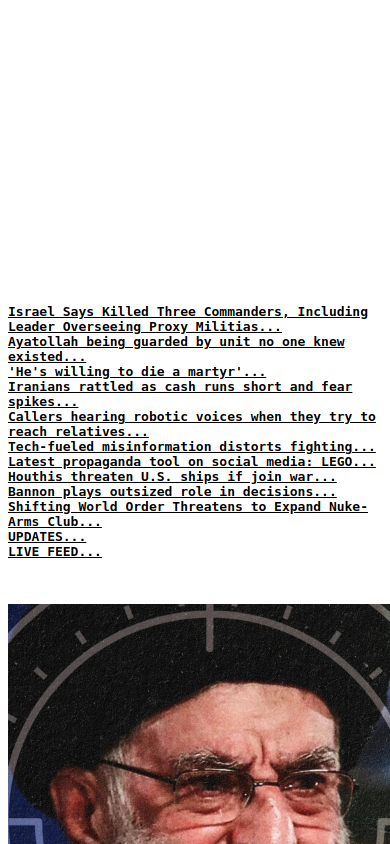 Israel Says Killed Three Commanders, Including
Leader Overseeing Proxy Militias...
Ayatollah being guarded by unit no one knew
existed...
'He's willing to die a martyr'...
Iranians rattled as cash runs short and fear
spikes...
Callers hearing robotic voices when they try to
reach relatives...
Tech-fueled misinformation distorts fighting...
Latest propaganda tool on social media: LEGO...
Houthis threaten U.S. ships if join war...
Bannon plays outsized role in decisions...
Shifting World Order Threatens to Expand Nuke-
Arms Club...
UPDATES...
LIVE FEED...